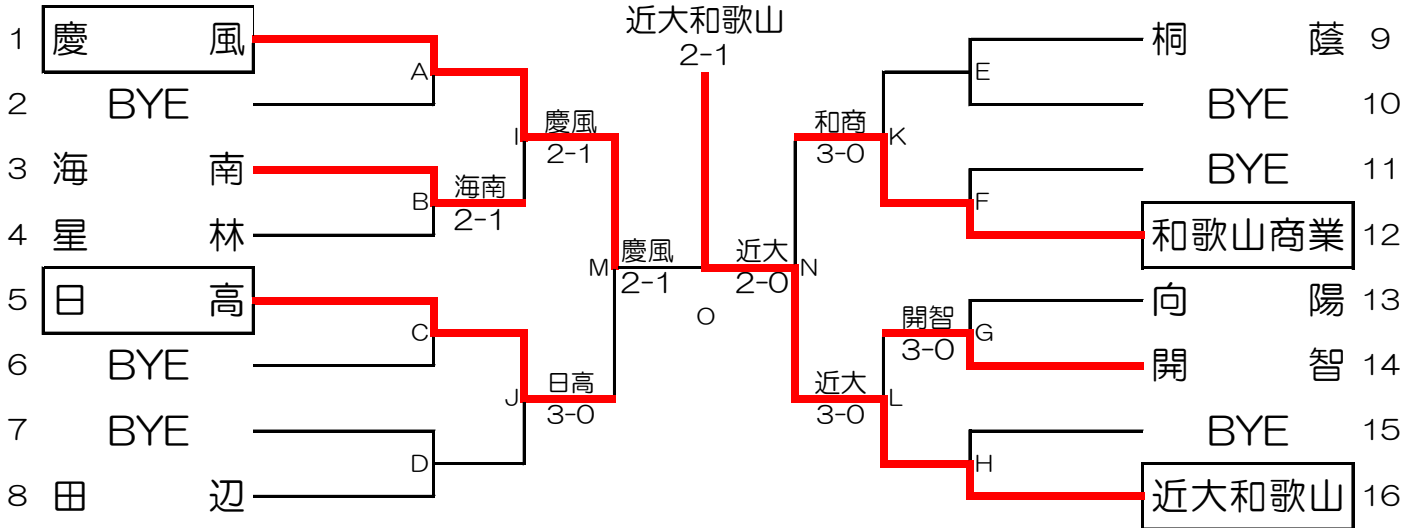 1 慶風
2 BYE
3 海南
4 星林
5 日高
6 BYE
7 BYE
8 田辺
A
B
C
D
I
J
M
海南
2-1
慶風
2-1
日高
3-0
慶風
2-1
近大和歌山
2-1
O
近大
2-0
N
和商
3-0
K
近大
3-0
L
開智
3-0
E
F
G
H
桐蔭 9
BYE 10
BYE 11
和歌山商業 12
向陽 13
開智 14
BYE 15
近大和歌山 16